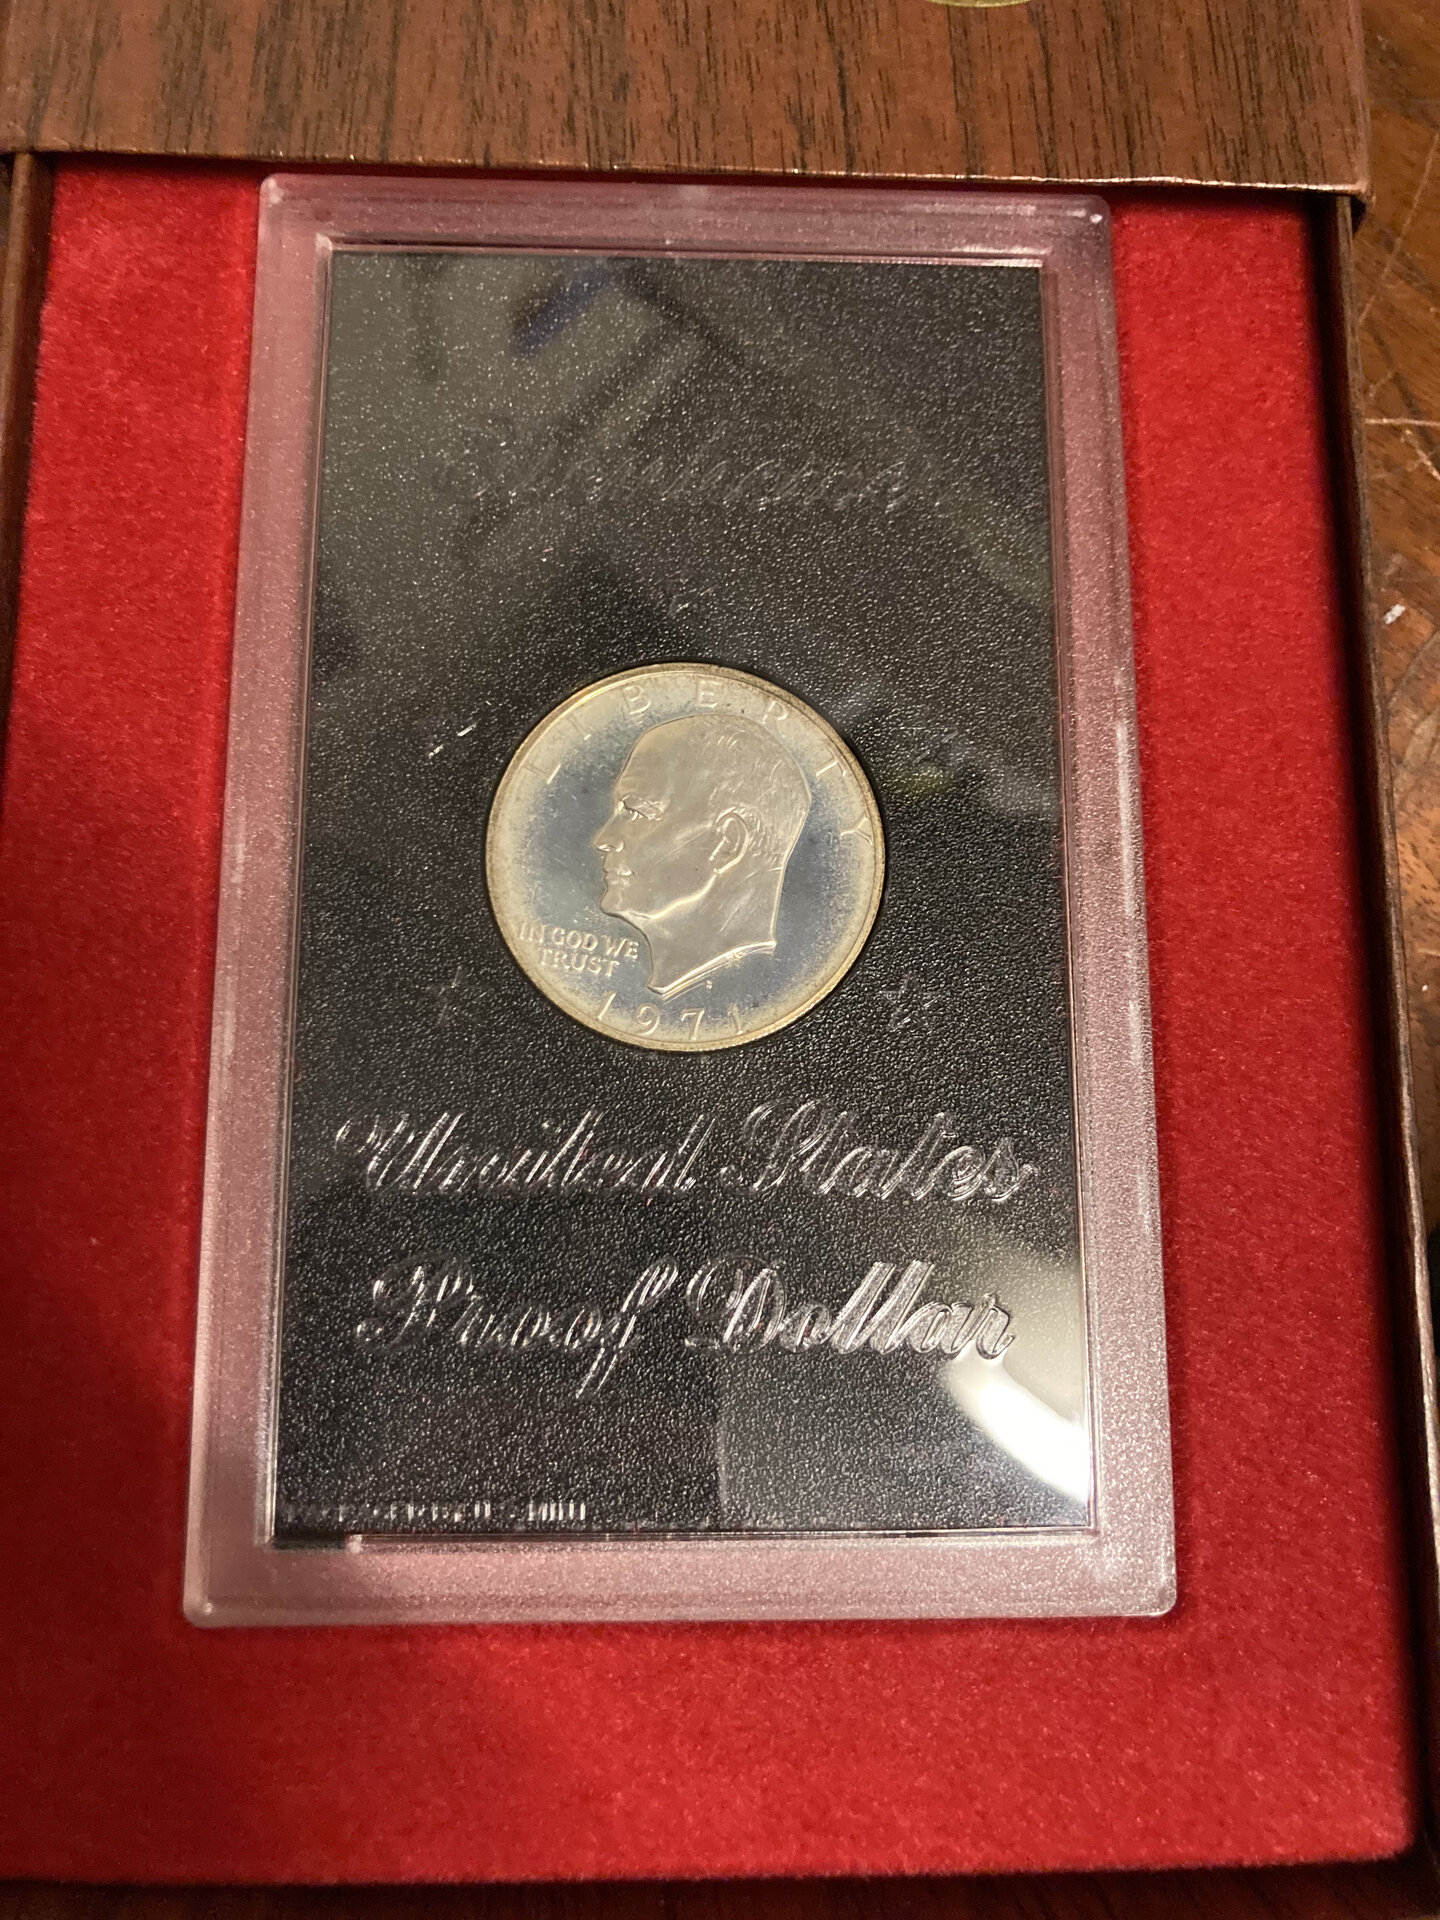 LIBERTY
IN GOD WE
TRUST
S
1971
United States
Proof Dollar